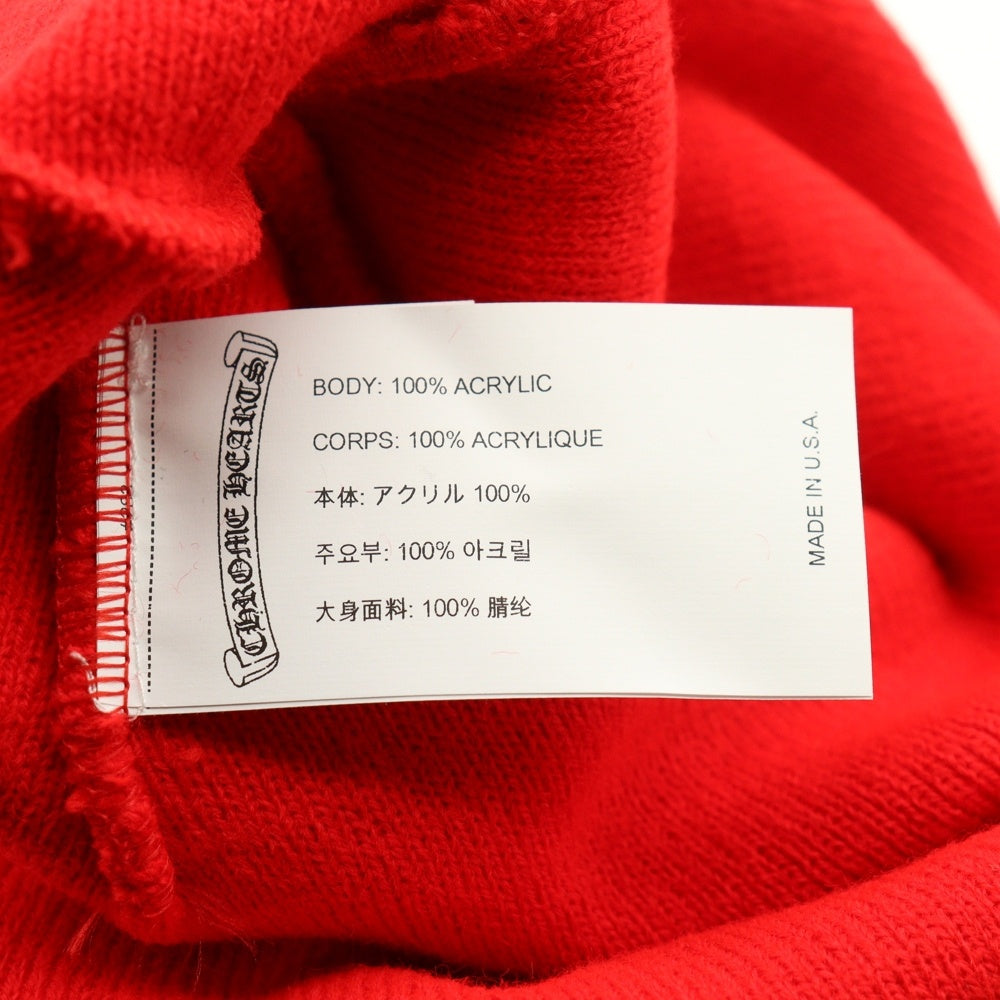 CHROME HEARTS
BODY: 100% ACRYLIC
CORPS: 100% ACRYLIQUE
本体: アクリル 100%
주요부: 100% 아크릴
大身面料: 100% 腈纶
MADE IN U.S.A.